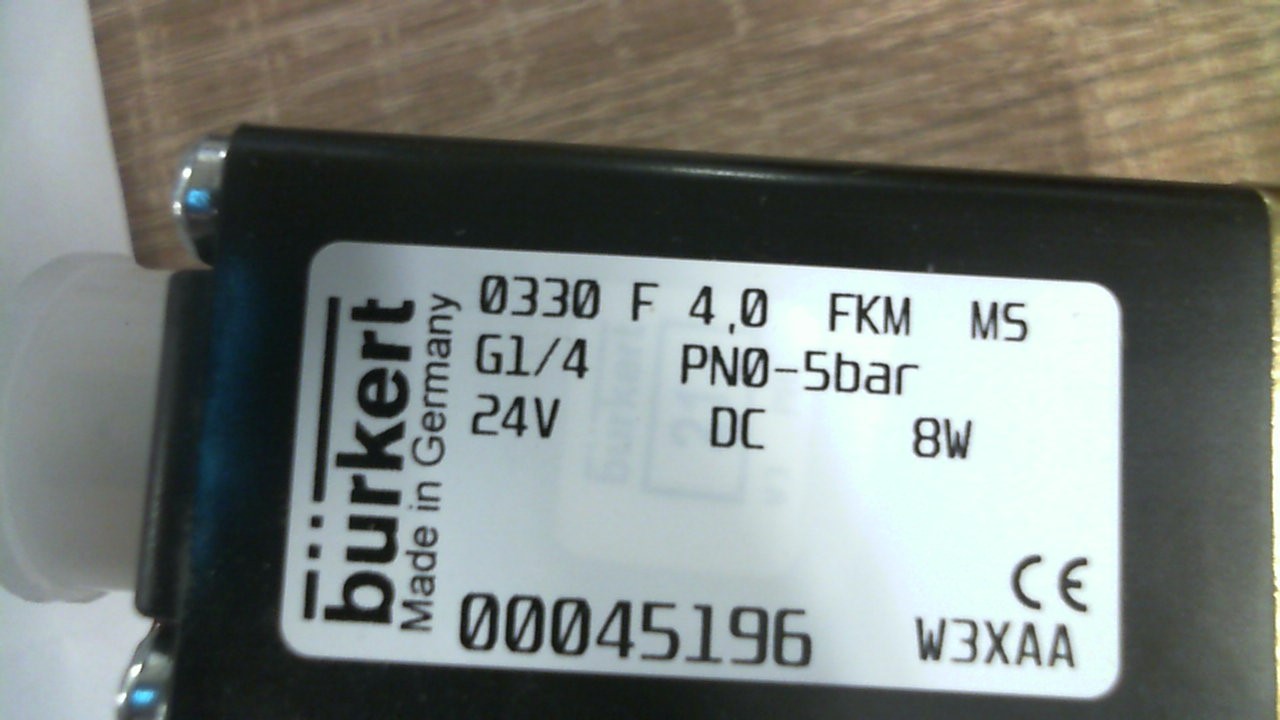 bürkert
Made in Germany
0330 F 4,0 FKM MS
G1/4 PN0-5bar
24V DC 8W
CE
00045196 W3XAA